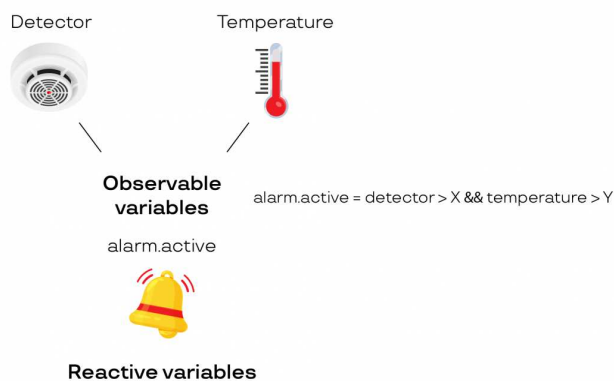 Detector
Temperature
Observable
variables
alarm.active = detector > X && temperature > Y
alarm.active
Reactive variables